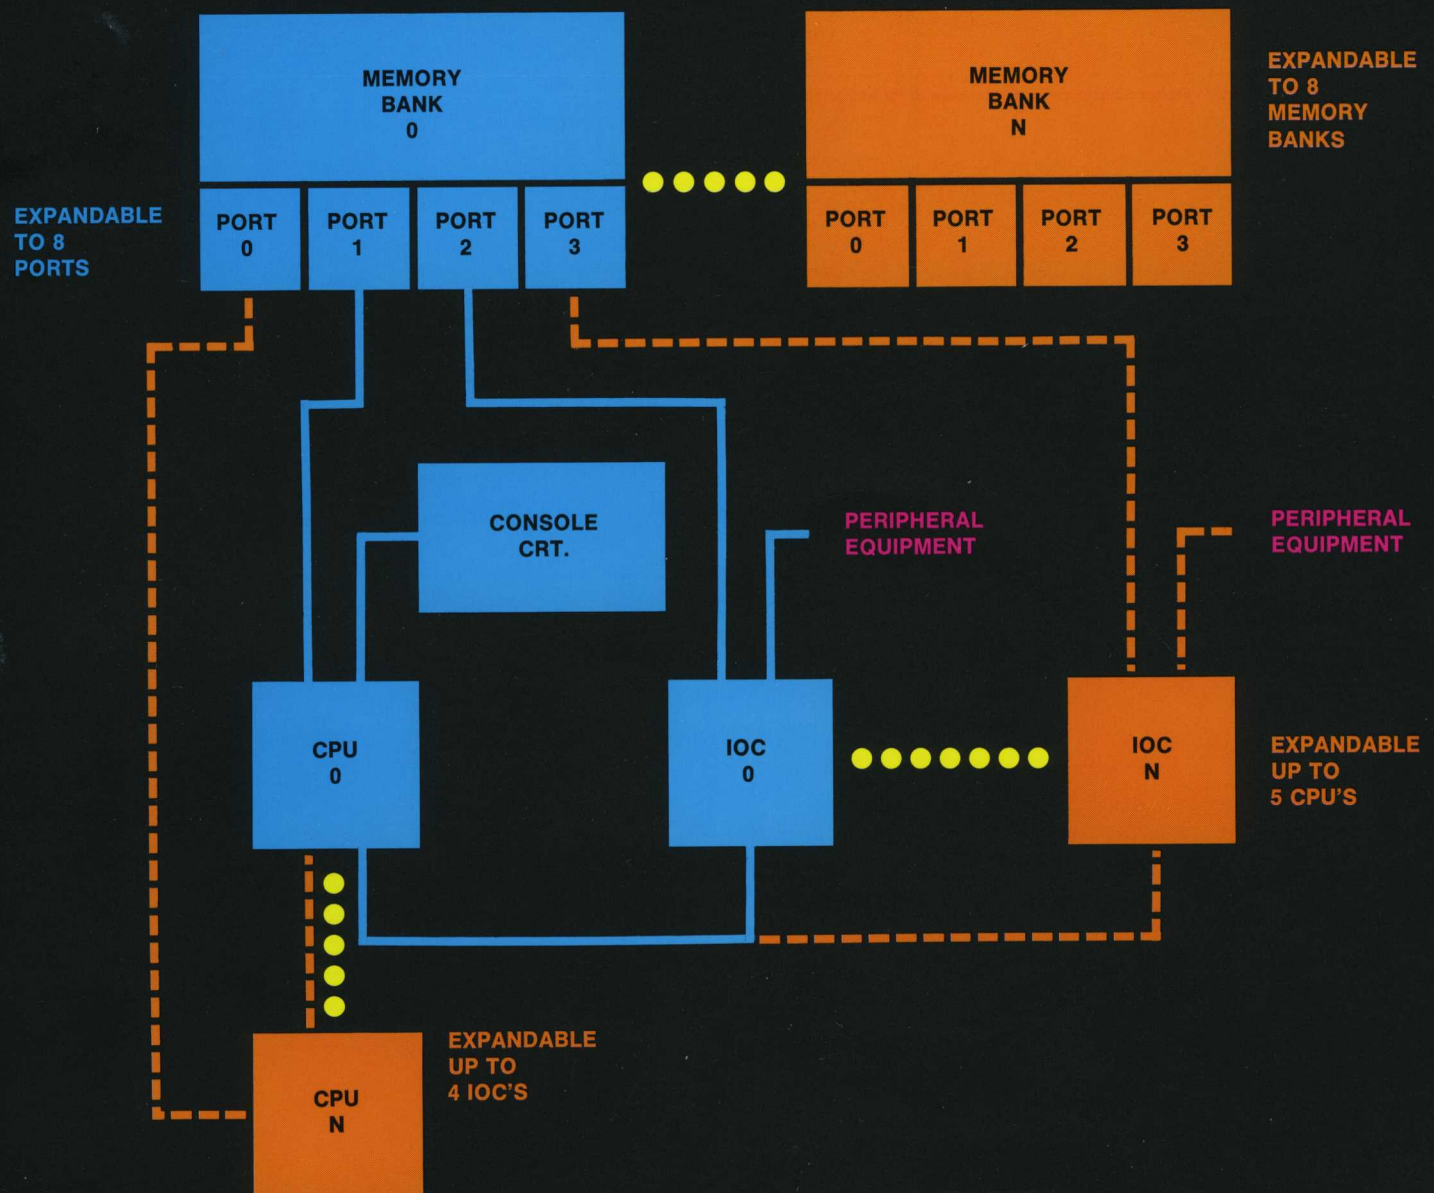 MEMORY
BANK
0
MEMORY
BANK
N
EXPANDABLE
TO 8
MEMORY
BANKS
EXPANDABLE
TO 8
PORTS
PORT
0
PORT
1
PORT
2
PORT
3
PORT
0
PORT
1
PORT
2
PORT
3
CONSOLE
CRT.
PERIPHERAL
EQUIPMENT
PERIPHERAL
EQUIPMENT
CPU
0
IOC
0
IOC
N
EXPANDABLE
UP TO
5 CPU'S
CPU
N
EXPANDABLE
UP TO
4 IOC'S